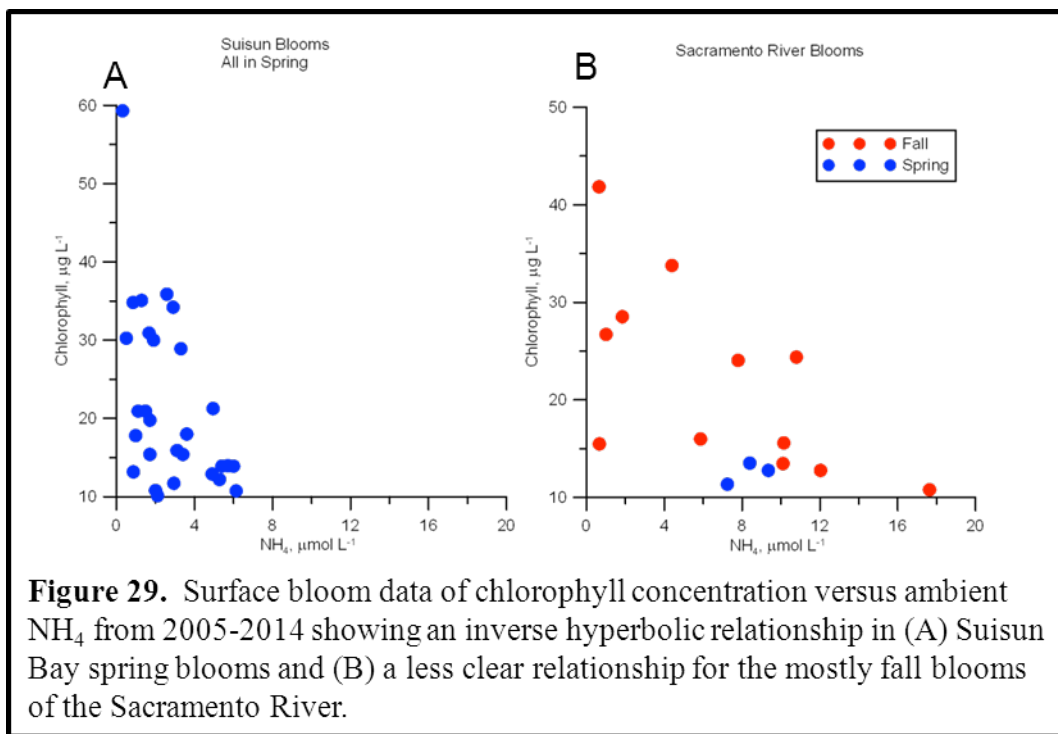 Suisun Blooms
All in Spring
A
60
50
40
30
20
10
Chlorophyll, µg L⁻¹
0 4 8 12 16 20
NH₄, µmol L⁻¹
Sacramento River Blooms
B
50
40
30
20
10
Chlorophyll, µg L⁻¹
Fall
Spring
0 4 8 12 16 20
NH₄, µmol L⁻¹
Figure 29. Surface bloom data of chlorophyll concentration versus ambient
NH₄ from 2005-2014 showing an inverse hyperbolic relationship in (A) Suisun
Bay spring blooms and (B) a less clear relationship for the mostly fall blooms
of the Sacramento River.